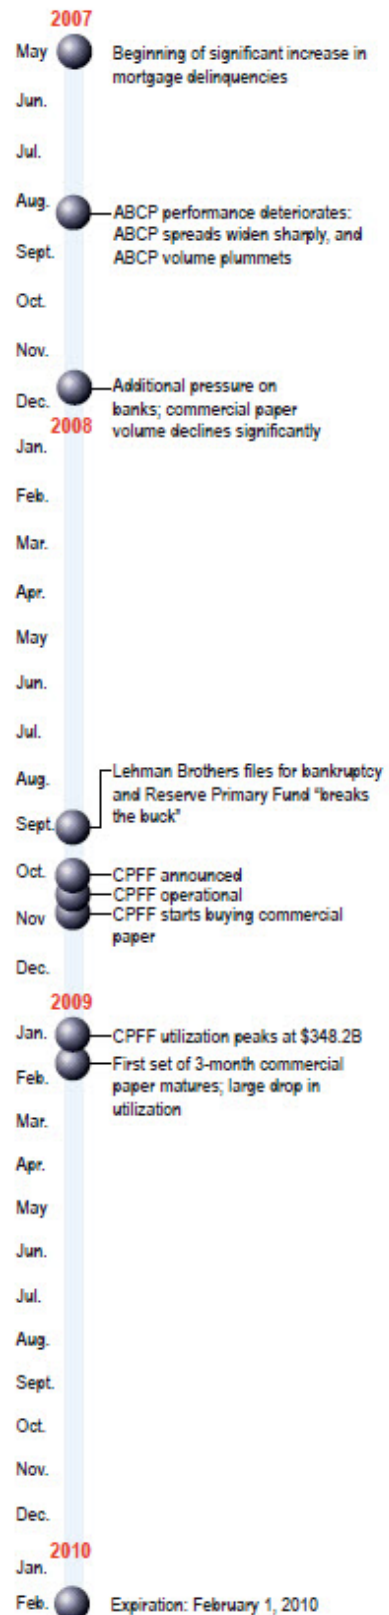 2007
May
Beginning of significant increase in
mortgage delinquencies
Jun.
Jul.
Aug.
ABCP performance deteriorates:
ABCP spreads widen sharply, and
ABCP volume plummets
Sept.
Oct.
Nov.
Dec.
Additional pressure on
banks; commercial paper
volume declines significantly
2008
Jan.
Feb.
Mar.
Apr.
May
Jun.
Jul.
Aug.
Lehman Brothers files for bankruptcy
and Reserve Primary Fund “breaks
the buck”
Sept.
Oct.
CPFF announced
CPFF operational
Nov
CPFF starts buying commercial
paper
Dec.
2009
Jan.
CPFF utilization peaks at $348.2B
Feb.
First set of 3-month commercial
paper matures; large drop in
utilization
Mar.
Apr.
May
Jun.
Jul.
Aug.
Sept.
Oct.
Nov.
Dec.
2010
Jan.
Feb.
Expiration: February 1, 2010